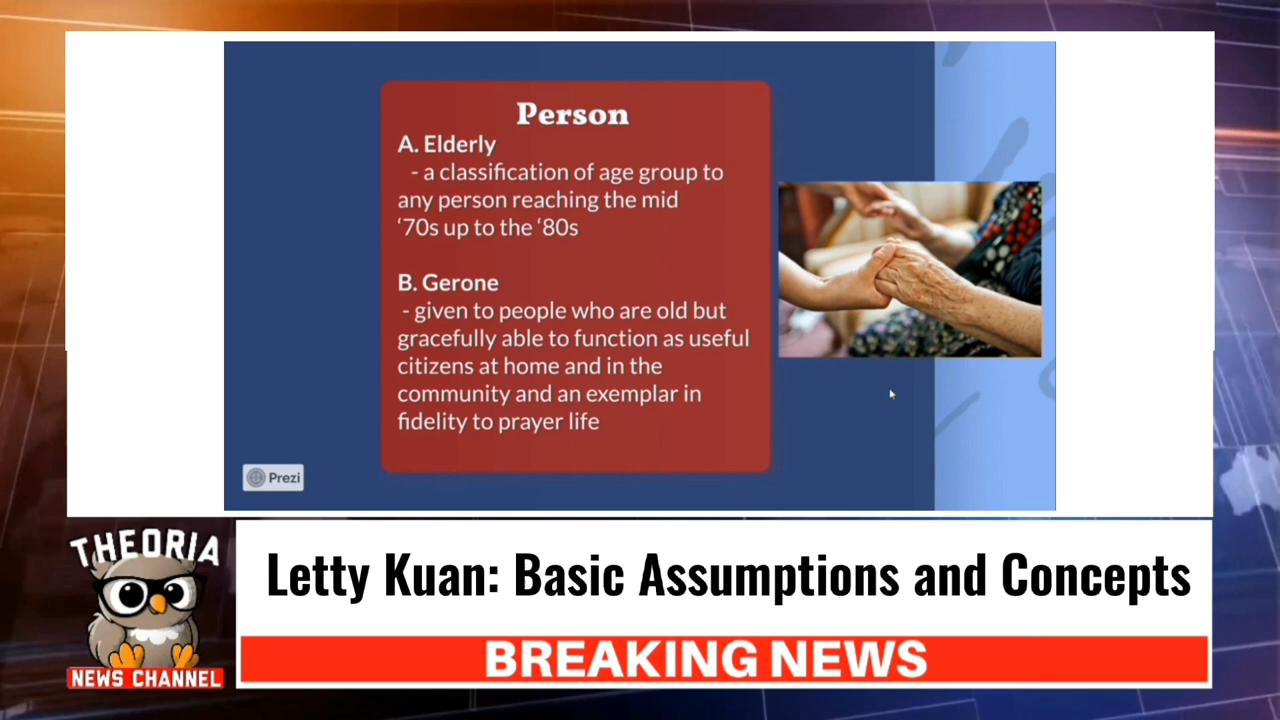 Person
A. Elderly
- a classification of age group to
any person reaching the mid
‘70s up to the ‘80s
B. Gerone
- given to people who are old but
gracefully able to function as useful
citizens at home and in the
community and an exemplar in
fidelity to prayer life
Prezi
THEORIA
NEWS CHANNEL
Letty Kuan: Basic Assumptions and Concepts
BREAKING NEWS